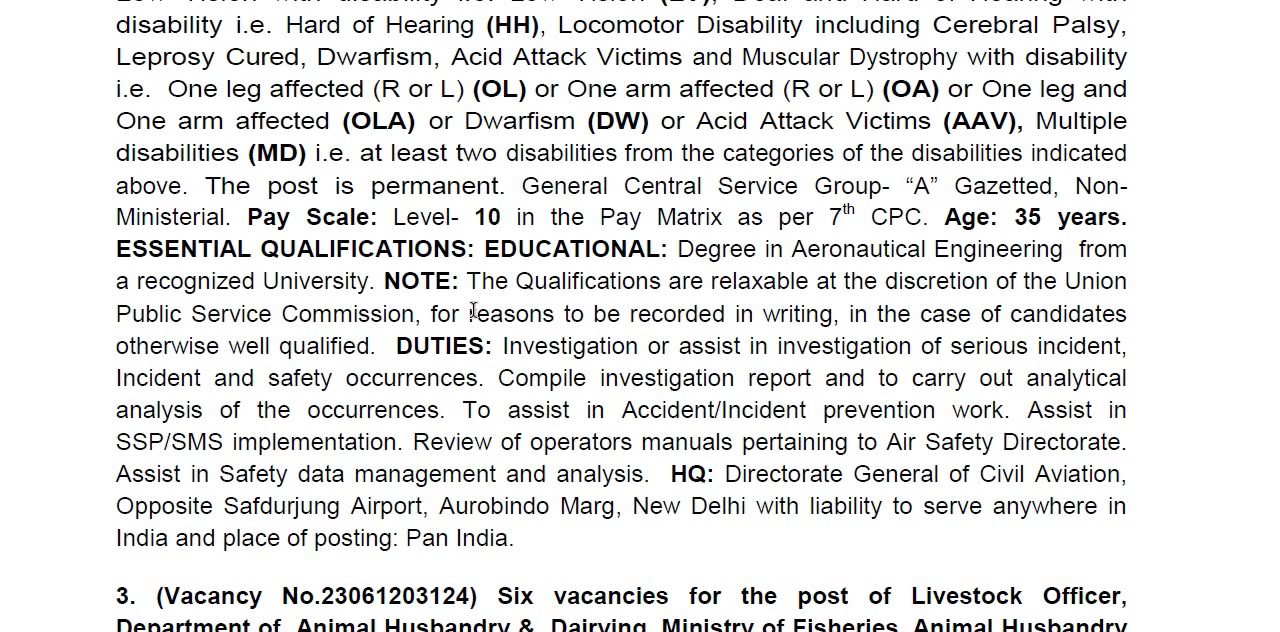 disability i.e. Hard of Hearing (HH), Locomotor Disability including Cerebral Palsy,
Leprosy Cured, Dwarfism, Acid Attack Victims and Muscular Dystrophy with disability
i.e. One leg affected (R or L) (OL) or One arm affected (R or L) (OA) or One leg and
One arm affected (OLA) or Dwarfism (DW) or Acid Attack Victims (AAV), Multiple
disabilities (MD) i.e. at least two disabilities from the categories of the disabilities indicated
above. The post is permanent. General Central Service Group- “A” Gazetted, Non-
Ministerial. Pay Scale: Level- 10 in the Pay Matrix as per 7th CPC. Age: 35 years.
ESSENTIAL QUALIFICATIONS: EDUCATIONAL: Degree in Aeronautical Engineering from
a recognized University. NOTE: The Qualifications are relaxable at the discretion of the Union
Public Service Commission, for reasons to be recorded in writing, in the case of candidates
otherwise well qualified. DUTIES: Investigation or assist in investigation of serious incident,
Incident and safety occurrences. Compile investigation report and to carry out analytical
analysis of the occurrences. To assist in Accident/Incident prevention work. Assist in
SSP/SMS implementation. Review of operators manuals pertaining to Air Safety Directorate.
Assist in Safety data management and analysis. HQ: Directorate General of Civil Aviation,
Opposite Safdurjung Airport, Aurobindo Marg, New Delhi with liability to serve anywhere in
India and place of posting: Pan India.
3. (Vacancy No.23061203124) Six vacancies for the post of Livestock Officer,
Department of Animal Husbandry & Dairying, Ministry of Fisheries, Animal Husbandry